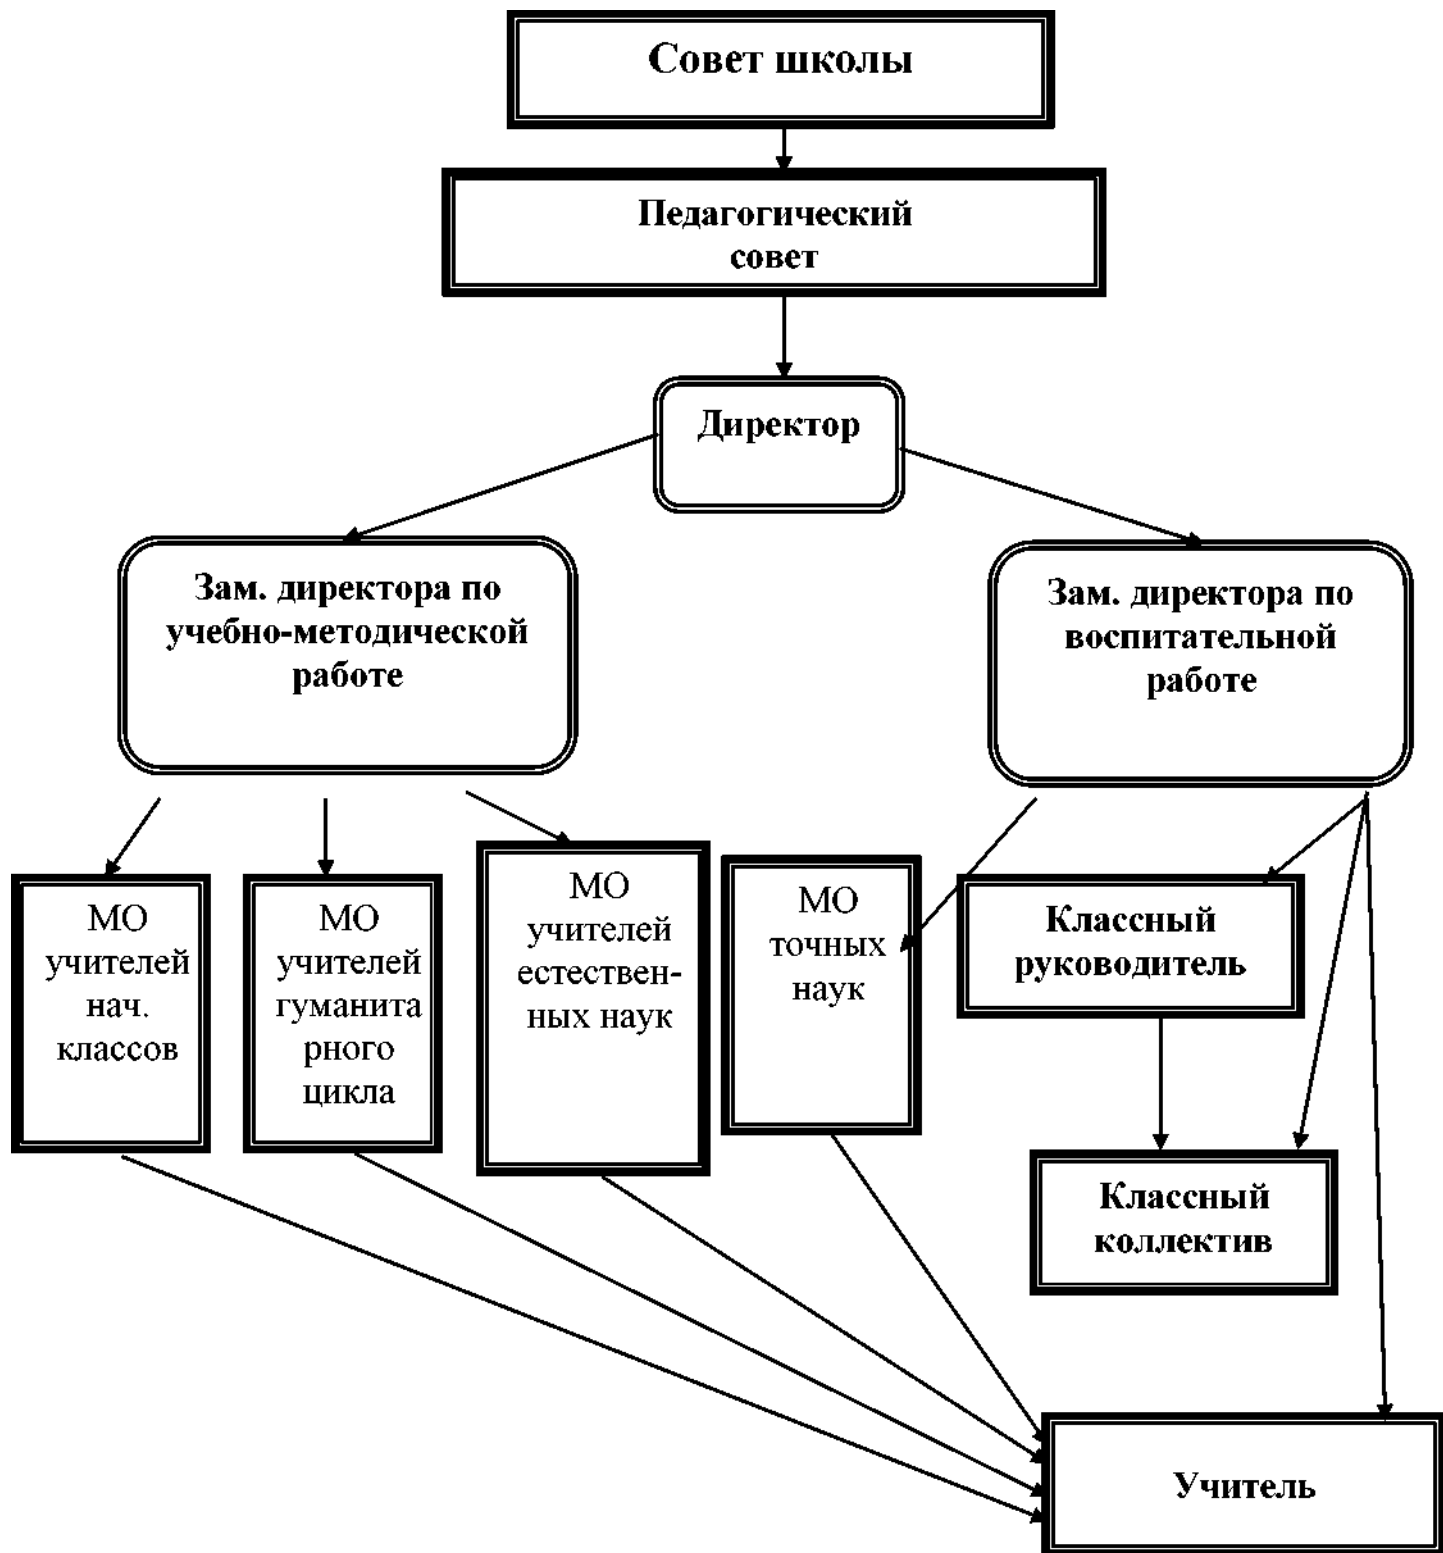 Совет школы
Педагогический
совет
Директор
Зам. директора по
учебно-методической
работе
Зам. директора по
воспитательной
работе
МО
учителей
нач.
классов
МО
учителей
гуманита
рного
цикла
МО
учителей
естествен-
ных наук
МО
точных
наук
Классный
руководитель
Классный
коллектив
Учитель